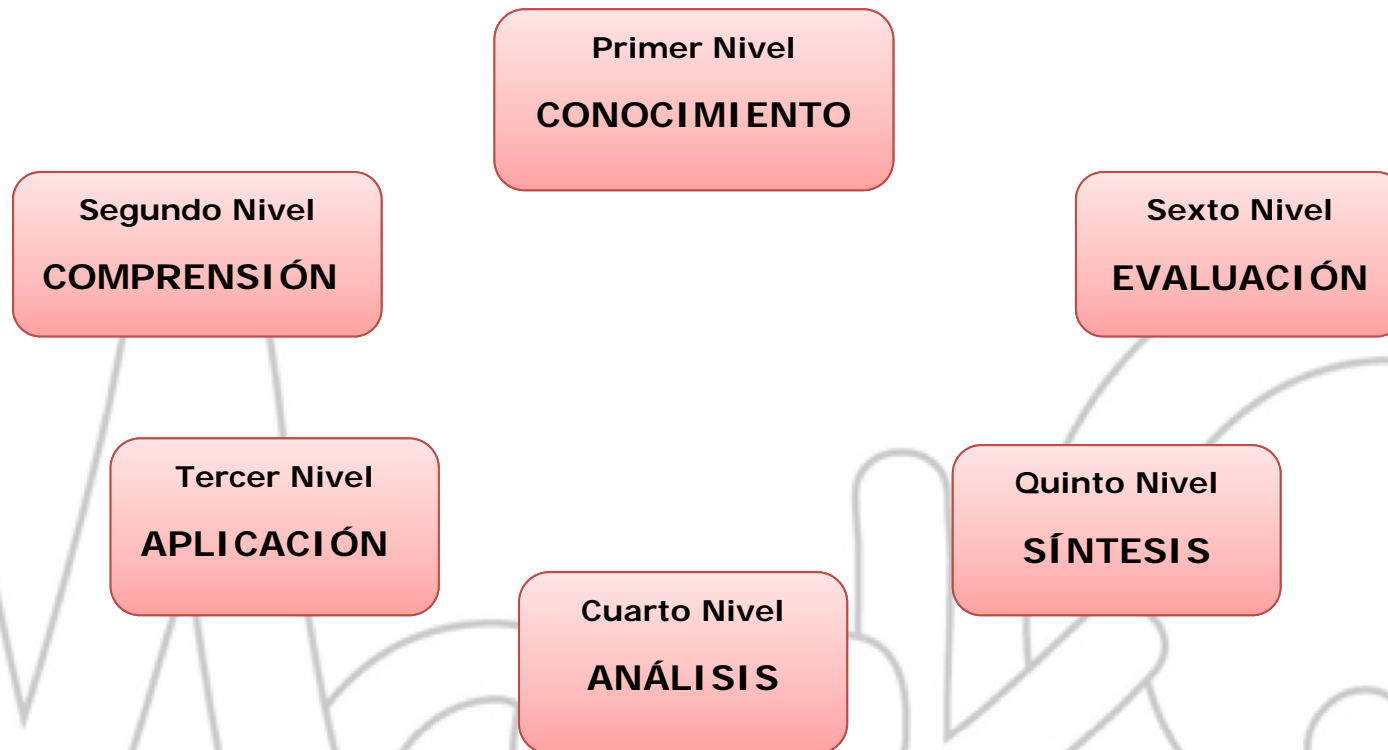 Primer Nivel
CONOCIMIENTO
Segundo Nivel
COMPRENSIÓN
Sexto Nivel
EVALUACIÓN
Tercer Nivel
APLICACIÓN
Quinto Nivel
SÍNTESIS
Cuarto Nivel
ANÁLISIS